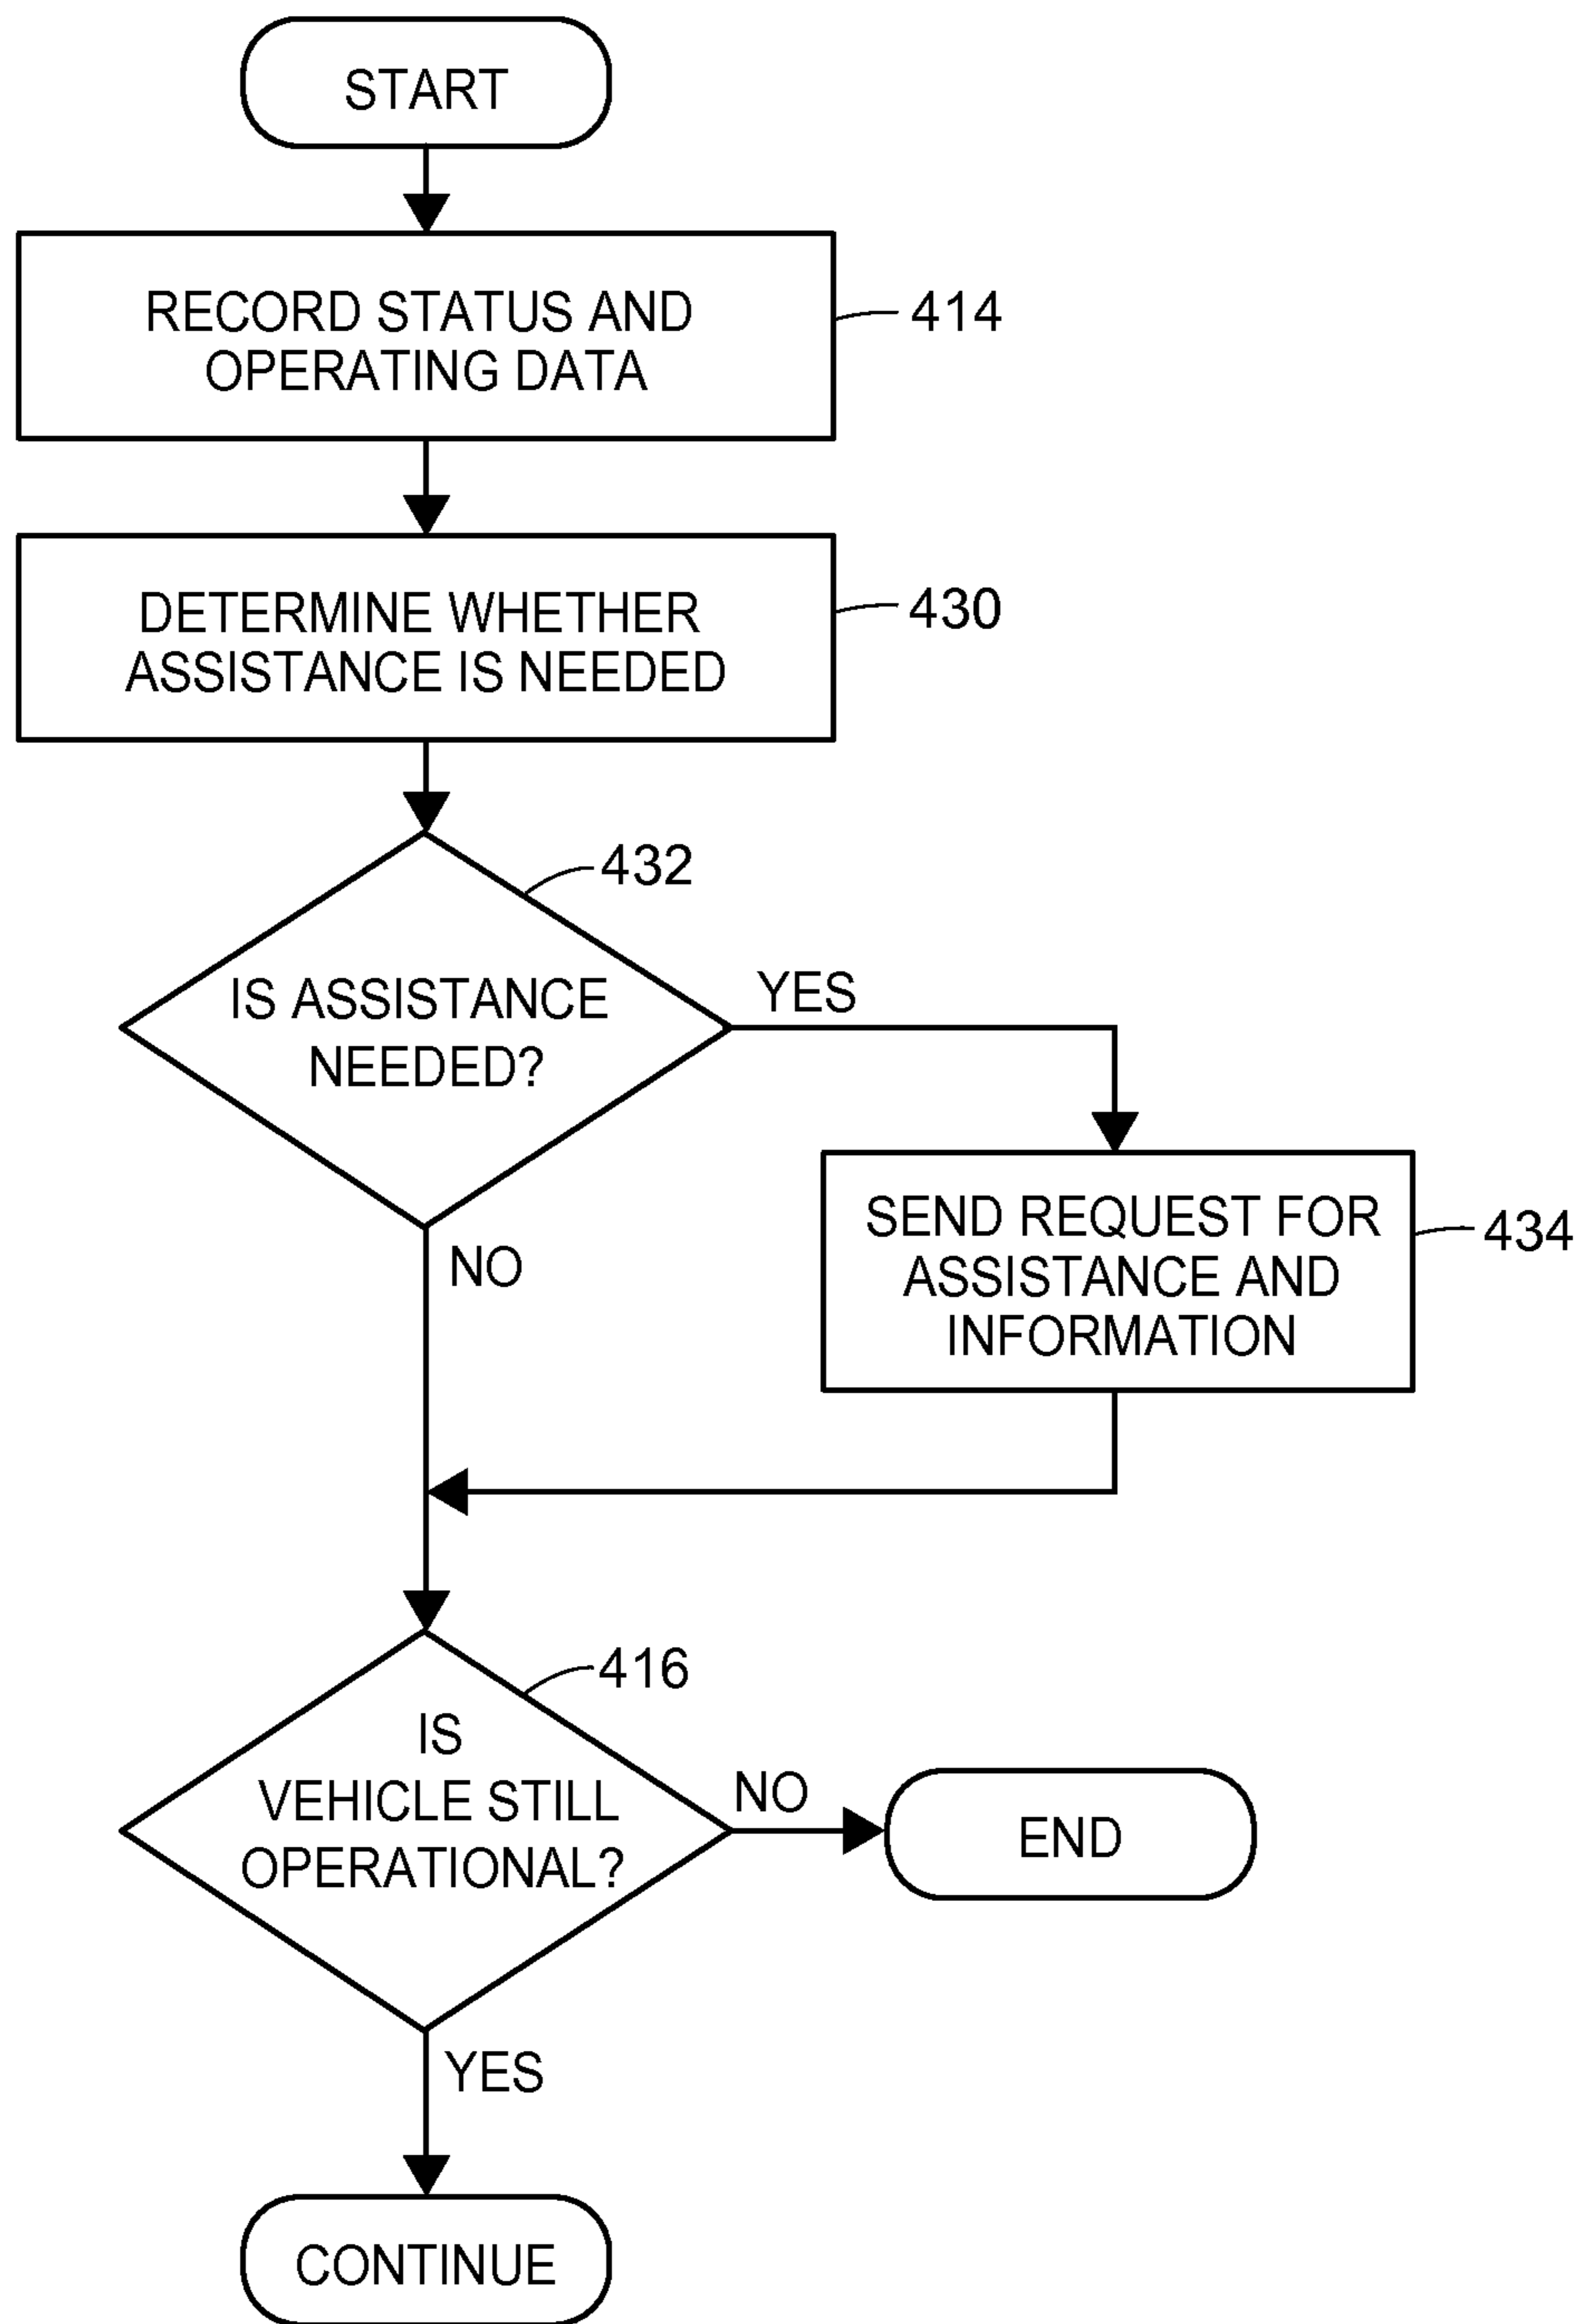 START
RECORD STATUS AND
OPERATING DATA
414
DETERMINE WHETHER
ASSISTANCE IS NEEDED
430
432
IS ASSISTANCE
NEEDED?
YES
NO
SEND REQUEST FOR
ASSISTANCE AND
INFORMATION
434
416
IS
VEHICLE STILL
OPERATIONAL?
NO
END
YES
CONTINUE